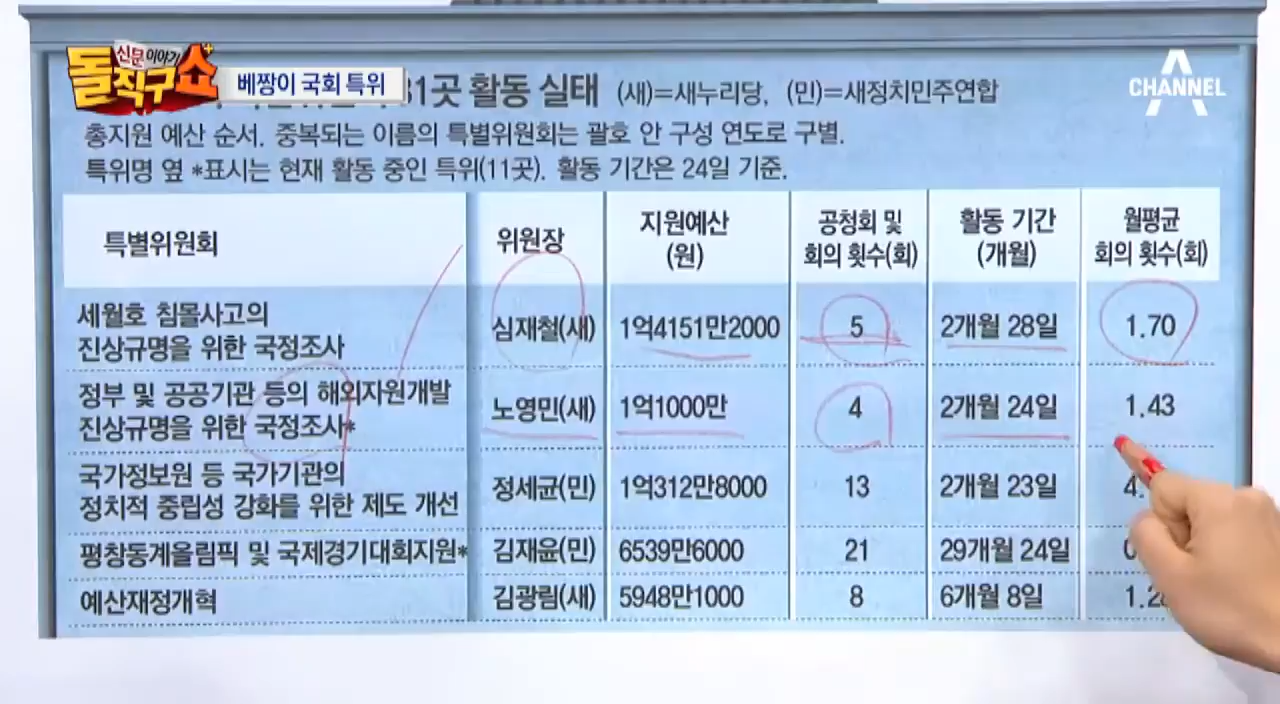 신문이야기
돌직구 쇼+
베짱이 국회 특위
CHANNEL A
31곳 활동 실태 (새)=새누리당, (민)=새정치민주연합
총지원 예산 순서. 중복되는 이름의 특별위원회는 괄호 안 구성 연도로 구별.
특위명 옆 *표시는 현재 활동 중인 특위(11곳). 활동 기간은 24일 기준.
특별위원회 위원장 지원예산 (원) 공청회 및 회의 횟수(회) 활동 기간 (개월) 월평균 회의 횟수(회)
세월호 침몰사고의
진상규명을 위한 국정조사 심재철(새) 1억4151만2000 5 2개월 28일 1.70
정부 및 공공기관 등의 해외자원개발
진상규명을 위한 국정조사* 노영민(새) 1억1000만 4 2개월 24일 1.43
국가정보원 등 국가기관의
정치적 중립성 강화를 위한 제도 개선 정세균(민) 1억312만8000 13 2개월 23일
평창동계올림픽 및 국제경기대회지원* 김재윤(민) 6539만6000 21 29개월 24일
예산재정개혁 김광림(새) 5948만1000 8 6개월 8일